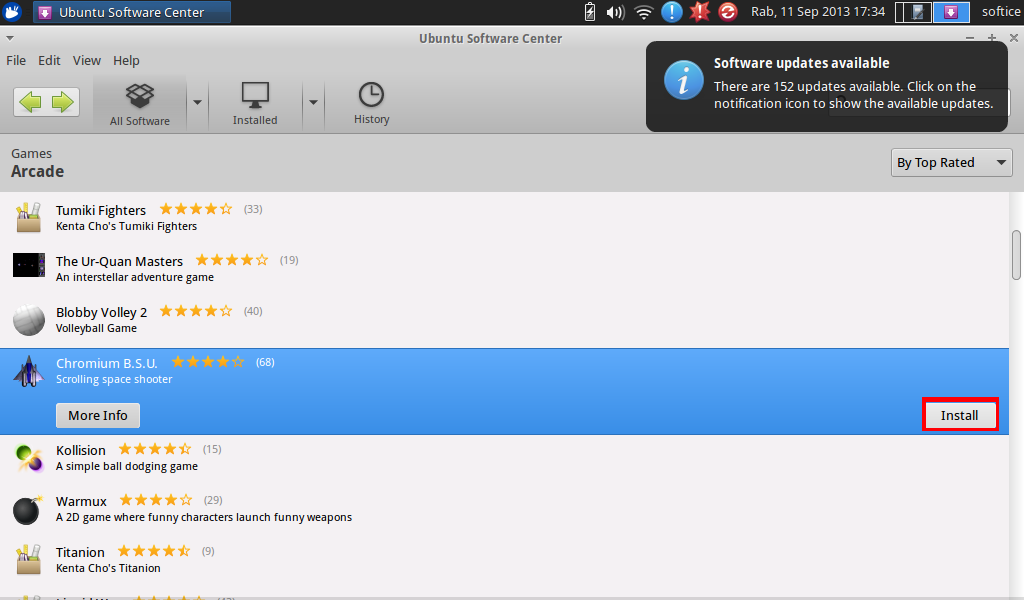 Ubuntu Software Center
Rab, 11 Sep 2013 17:34
softice
Ubuntu Software Center
File Edit View Help
Software updates available
There are 152 updates available. Click on the
notification icon to show the available updates.
All Software
Installed
History
Games
Arcade
By Top Rated
Tumiki Fighters (33)
Kenta Cho's Tumiki Fighters
The Ur-Quan Masters (19)
An interstellar adventure game
Blobby Volley 2 (40)
Volleyball Game
Chromium B.S.U. (68)
Scrolling space shooter
More Info
Install
Kollision (15)
A simple ball dodging game
Warmux (29)
A 2D game where funny characters launch funny weapons
Titanion (9)
Kenta Cho's Titanion